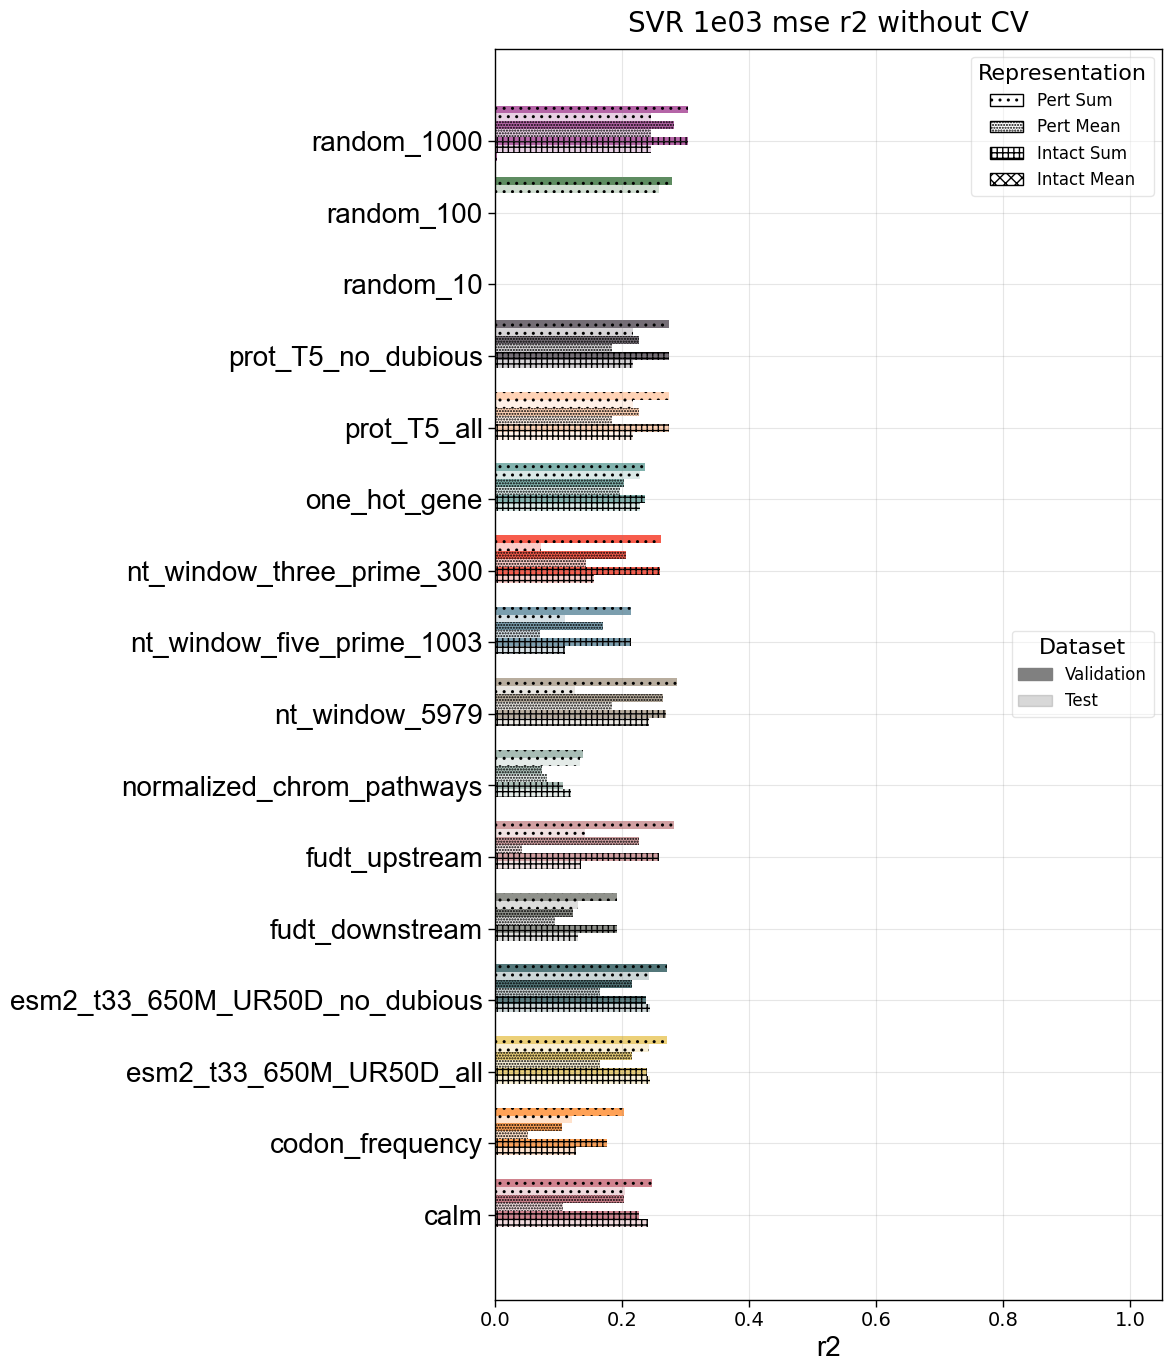 SVR 1e03 mse r2 without CV
Representation
Pert Sum
Pert Mean
Intact Sum
Intact Mean
random_1000
random_100
random_10
prot_T5_no_dubious
prot_T5_all
one_hot_gene
nt_window_three_prime_300
nt_window_five_prime_1003
Dataset
Validation
Test
nt_window_5979
normalized_chrom_pathways
fudt_upstream
fudt_downstream
esm2_t33_650M_UR50D_no_dubious
esm2_t33_650M_UR50D_all
codon_frequency
calm
0.0 0.2 0.4 0.6 0.8 1.0
r2